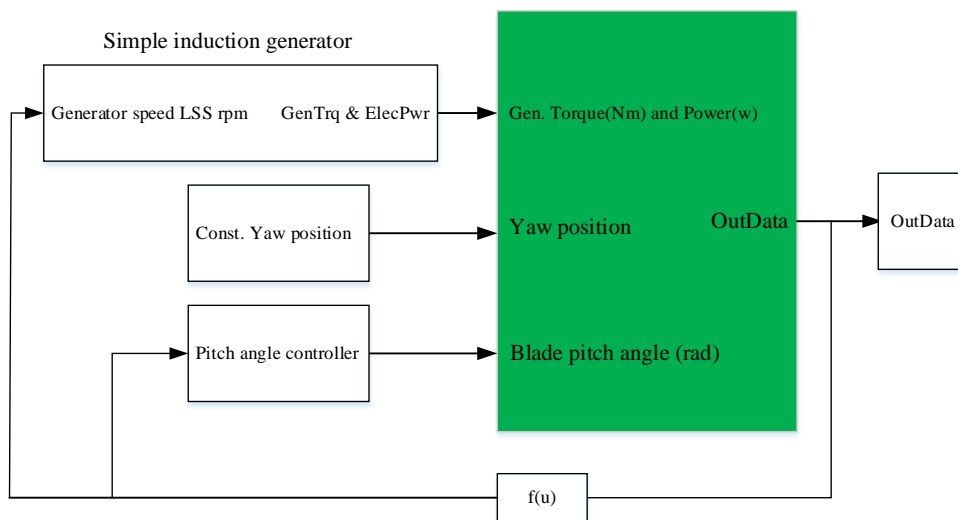 Simple induction generator
Generator speed LSS rpm GenTrq & ElecPwr
Gen. Torque(Nm) and Power(w)
Const. Yaw position
Yaw position
OutData
OutData
Pitch angle controller
Blade pitch angle (rad)
f(u)